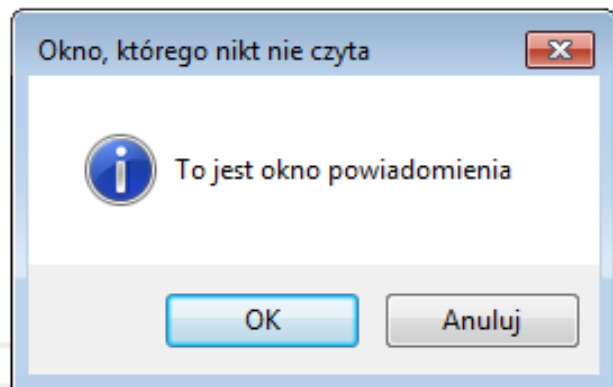 Okno, którego nikt nie czyta
To jest okno powiadomienia
OK
Anuluj